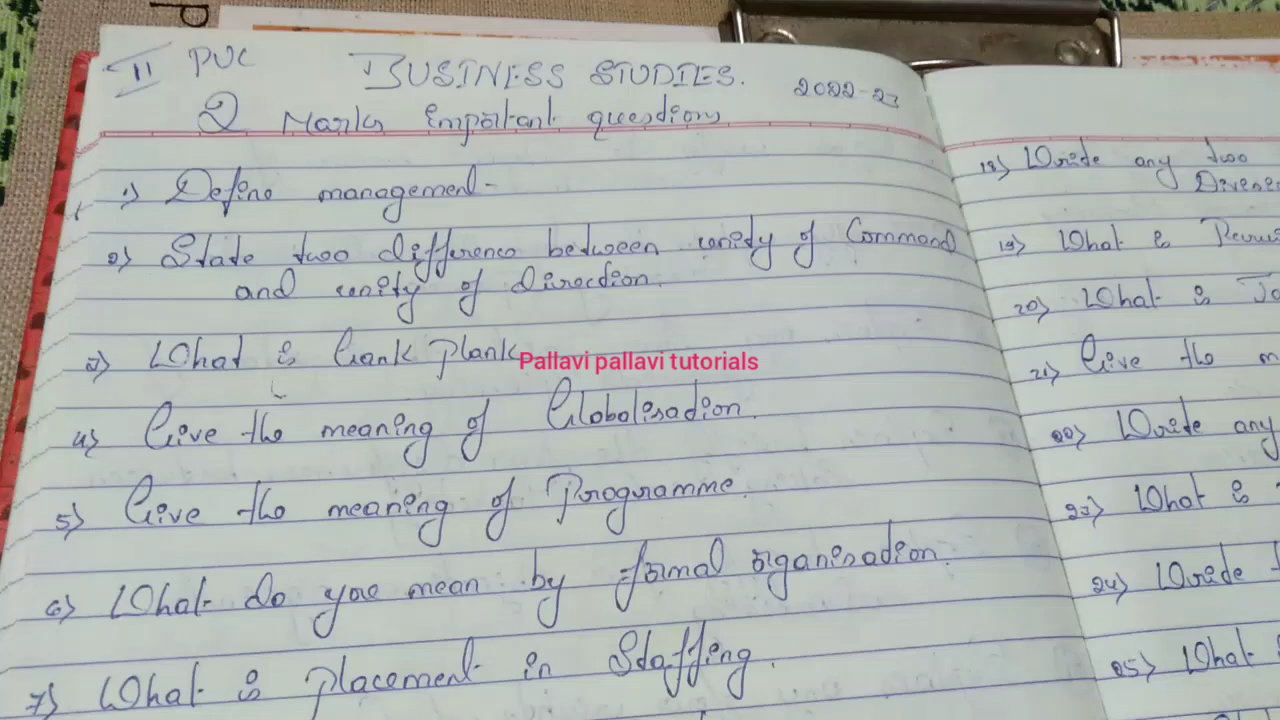 P
II PUC BUSINESS STUDIES. 2022-23
2 Marks Important questions
1) Define management-
2) State two difference between unity of Command
and unity of direction.
3) What is Gank Plank
Pallavi pallavi tutorials
4) Give the meaning of Globalisation.
5) Give the meaning of Programme.
6) What do you mean by formal organisation.
7) What is placement in Staffing.
18) Write any two
19) What is
20) What is
21) Give the
22) Write any
23) What is
24) Write
25) What